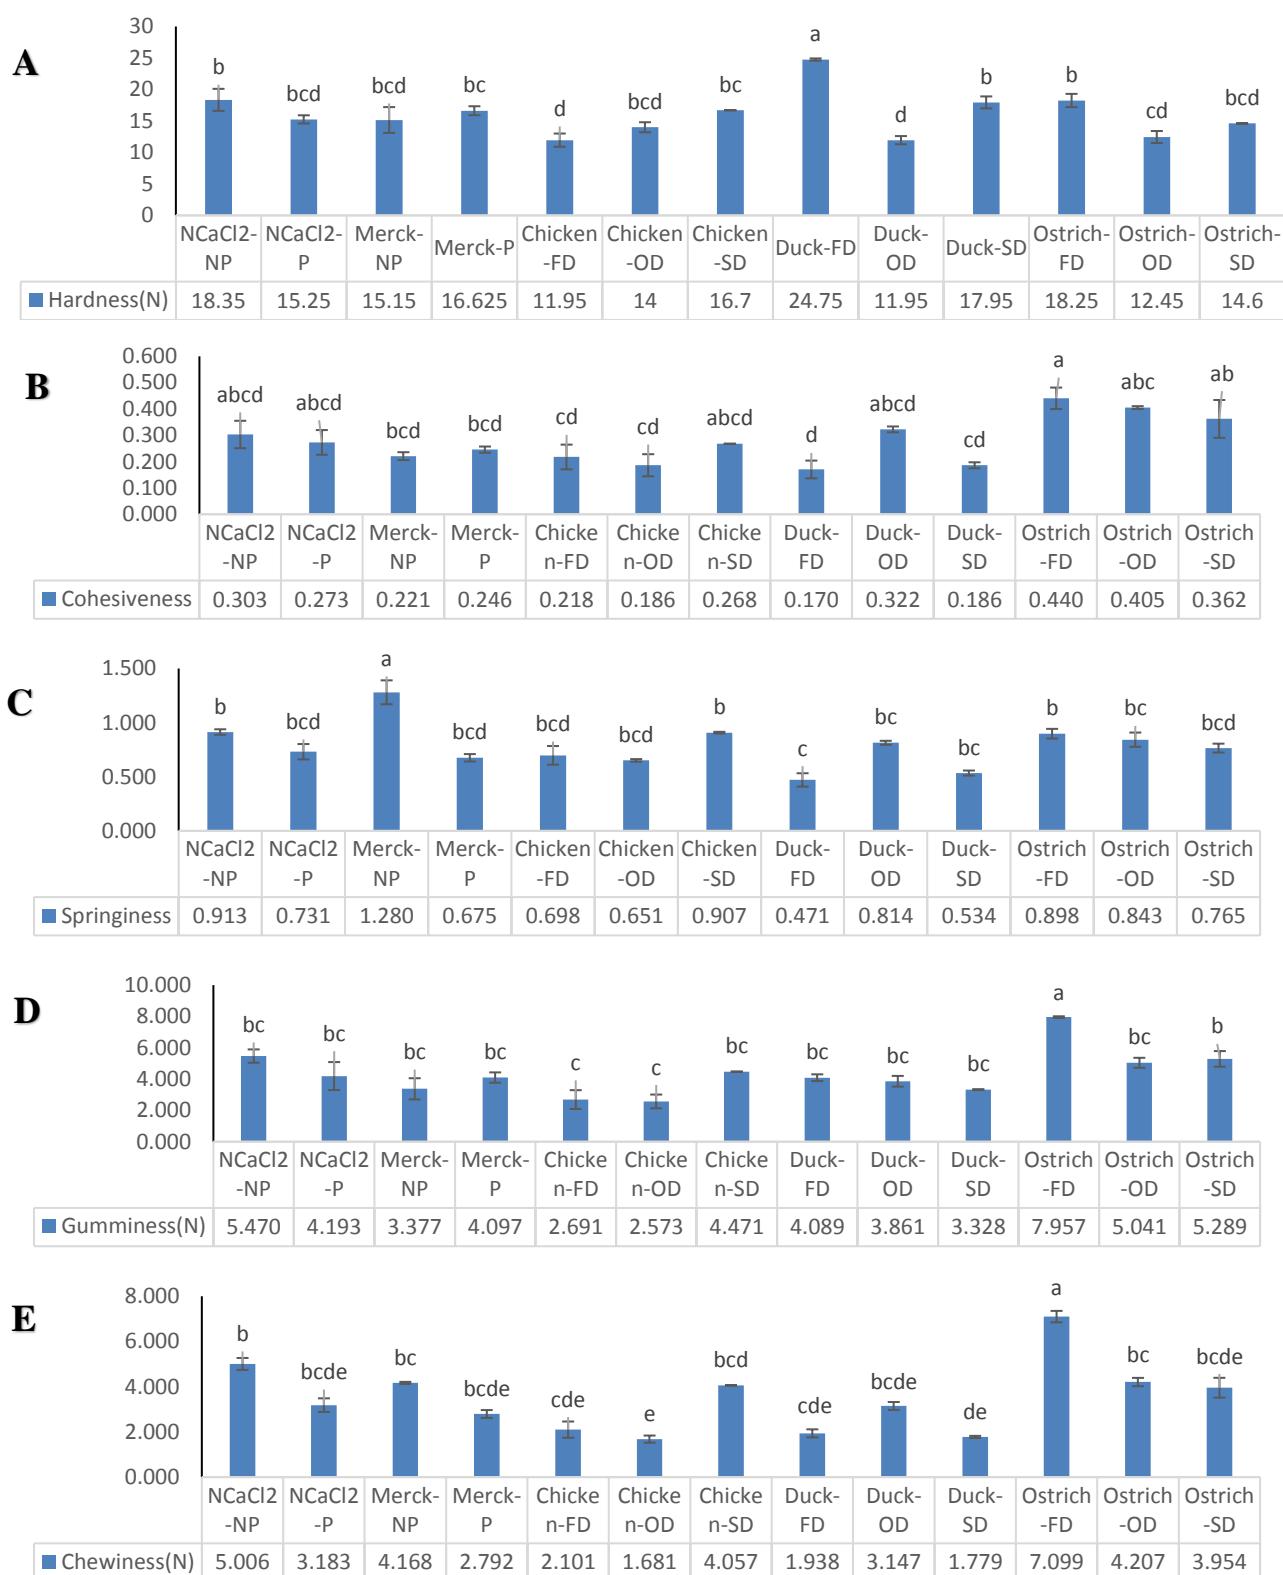 A
30
25
20
15
10
5
0
b bcd bcd bc d bcd bc a d b b cd bcd
NCaCl2- NCaCl2- Merck- Merck-P Chicken Chicken Chicken Duck-FD Duck- Duck-SD Ostrich- Ostrich- Ostrich-
NP P NP -FD -OD -SD OD FD OD SD
Hardness(N) 18.35 15.25 15.15 16.625 11.95 14 16.7 24.75 11.95 17.95 18.25 12.45 14.6
B
0.600
0.500
0.400
0.300
0.200
0.100
0.000
abcd abcd bcd bcd cd cd abcd d abcd cd a abc ab
NCaCl2 NCaCl2 Merck- Merck- Chicke Chicke Chicke Duck- Duck- Duck- Ostrich Ostrich Ostrich
-NP -P NP P n-FD n-OD n-SD FD OD SD -FD -OD -SD
Cohesiveness 0.303 0.273 0.221 0.246 0.218 0.186 0.268 0.170 0.322 0.186 0.440 0.405 0.362
C
1.500
1.000
0.500
0.000
b bcd a bcd bcd bcd b c bc bc b bc bcd
NCaCl2 NCaCl2 Merck- Merck- Chicken Chicken Chicken Duck- Duck- Duck- Ostrich Ostrich Ostrich
-NP -P NP P -FD -OD -SD FD OD SD -FD -OD -SD
Springiness 0.913 0.731 1.280 0.675 0.698 0.651 0.907 0.471 0.814 0.534 0.898 0.843 0.765
D
10.000
8.000
6.000
4.000
2.000
0.000
bc bc bc bc c c bc bc bc bc a bc b
NCaCl2 NCaCl2 Merck- Merck- Chicke Chicke Chicke Duck- Duck- Duck- Ostrich Ostrich Ostrich
-NP -P NP P n-FD n-OD n-SD FD OD SD -FD -OD -SD
Gumminess(N) 5.470 4.193 3.377 4.097 2.691 2.573 4.471 4.089 3.861 3.328 7.957 5.041 5.289
E
8.000
6.000
4.000
2.000
0.000
b bcde bc bcde cde e bcd cde bcde de a bc bcde
NCaCl2 NCaCl2 Merck- Merck- Chicke Chicke Chicke Duck- Duck- Duck- Ostrich Ostrich Ostrich
-NP -P NP P n-FD n-OD n-SD FD OD SD -FD -OD -SD
Chewiness(N) 5.006 3.183 4.168 2.792 2.101 1.681 4.057 1.938 3.147 1.779 7.099 4.207 3.954